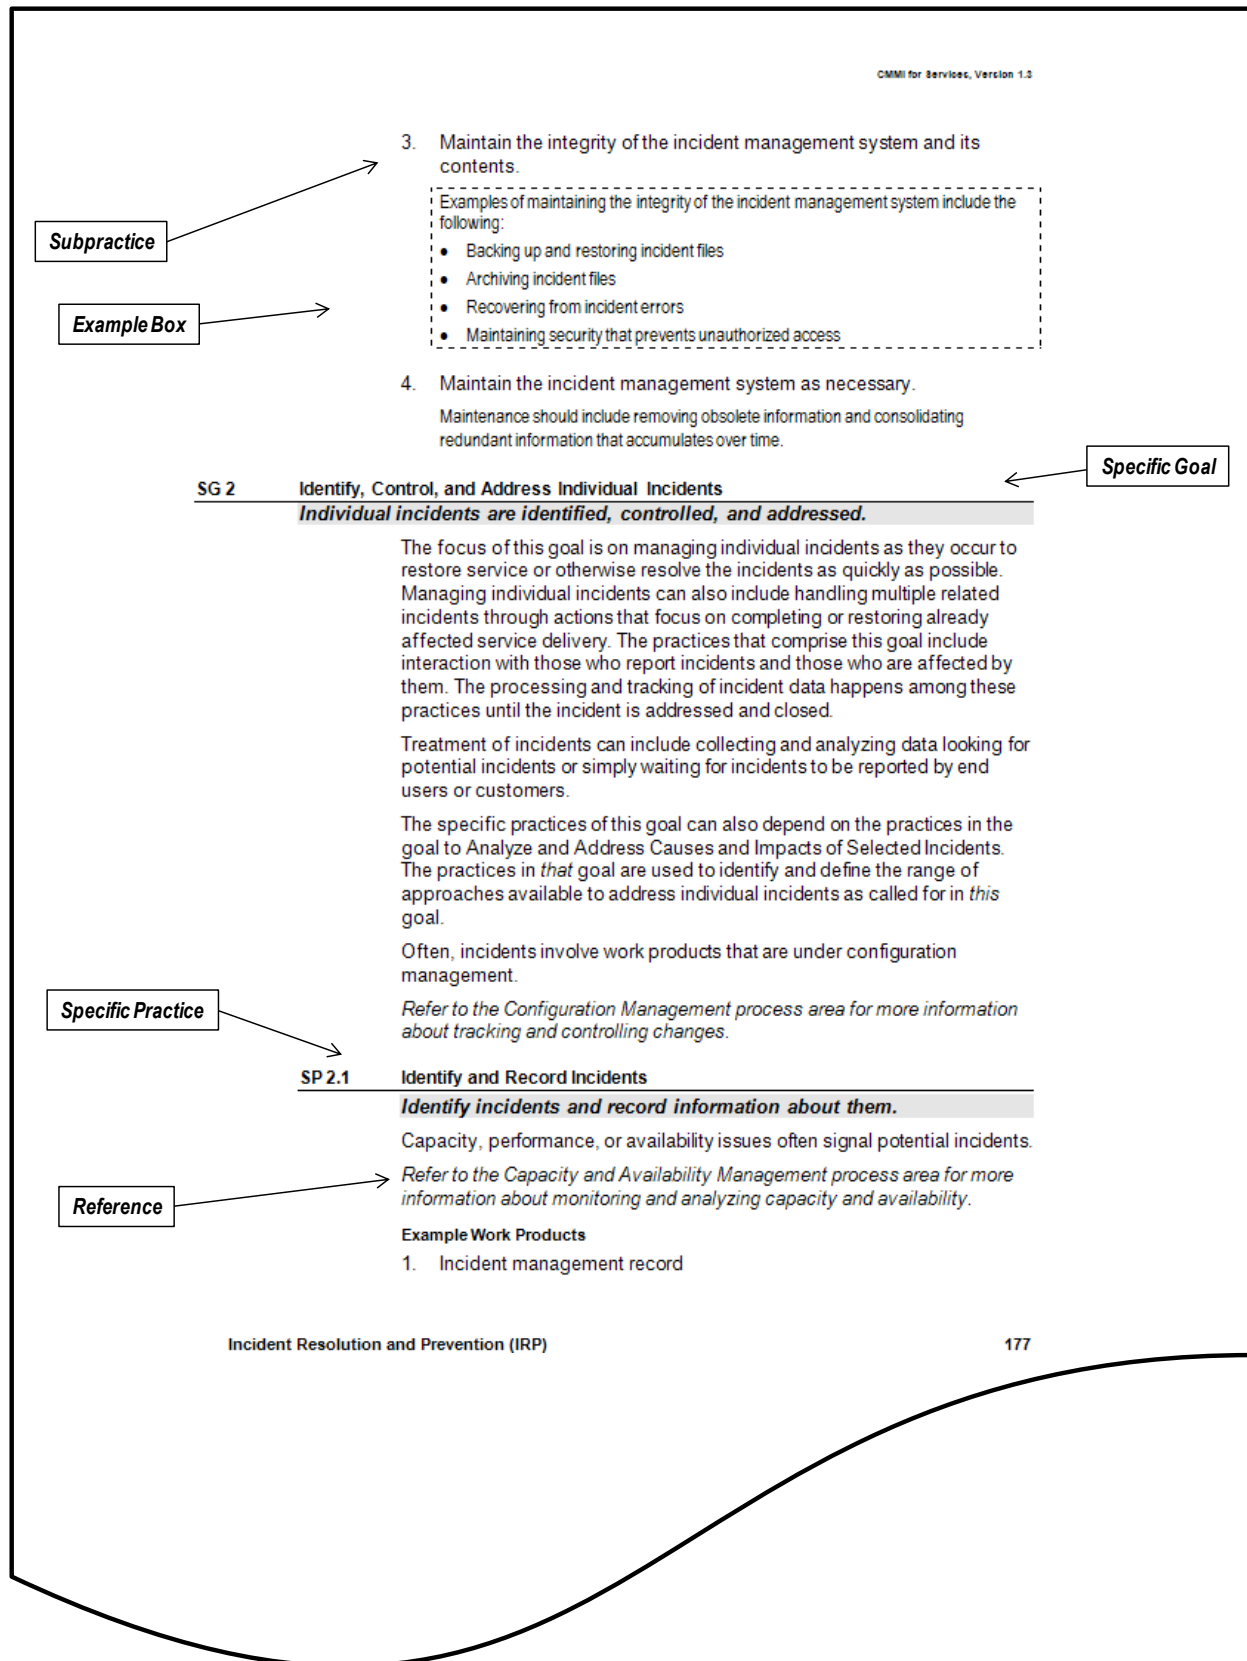 CMMI for Services, Version 1.3
3. Maintain the integrity of the incident management system and its
contents.
Examples of maintaining the integrity of the incident management system include the
following:
• Backing up and restoring incident files
• Archiving incident files
• Recovering from incident errors
• Maintaining security that prevents unauthorized access
Subpractice
Example Box
4. Maintain the incident management system as necessary.
Maintenance should include removing obsolete information and consolidating
redundant information that accumulates over time.
Specific Goal
SG 2 Identify, Control, and Address Individual Incidents
Individual incidents are identified, controlled, and addressed.
The focus of this goal is on managing individual incidents as they occur to
restore service or otherwise resolve the incidents as quickly as possible.
Managing individual incidents can also include handling multiple related
incidents through actions that focus on completing or restoring already
affected service delivery. The practices that comprise this goal include
interaction with those who report incidents and those who are affected by
them. The processing and tracking of incident data happens among these
practices until the incident is addressed and closed.
Treatment of incidents can include collecting and analyzing data looking for
potential incidents or simply waiting for incidents to be reported by end
users or customers.
The specific practices of this goal can also depend on the practices in the
goal to Analyze and Address Causes and Impacts of Selected Incidents.
The practices in that goal are used to identify and define the range of
approaches available to address individual incidents as called for in this
goal.
Often, incidents involve work products that are under configuration
management.
Specific Practice
Refer to the Configuration Management process area for more information
about tracking and controlling changes.
SP 2.1 Identify and Record Incidents
Identify incidents and record information about them.
Capacity, performance, or availability issues often signal potential incidents.
Reference
Refer to the Capacity and Availability Management process area for more
information about monitoring and analyzing capacity and availability.
Example Work Products
1. Incident management record
Incident Resolution and Prevention (IRP) 177